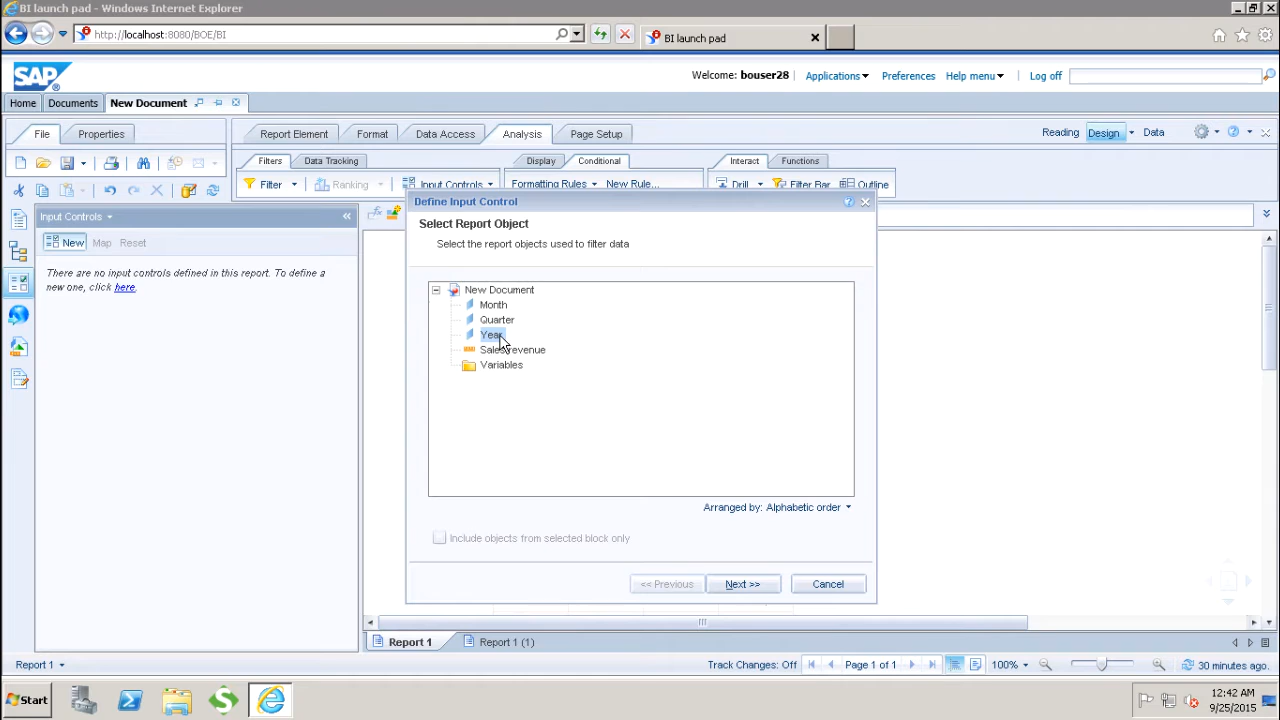 BI launch pad - Windows Internet Explorer
http://localhost:8080/BOE/BI
BI launch pad
SAP
Welcome: bouser28
Applications
Preferences
Help menu
Log off
Home
Documents
New Document
File
Properties
Report Element
Format
Data Access
Analysis
Page Setup
Reading
Design
Data
Filters
Data Tracking
Display
Conditional
Interact
Functions
Filter
Ranking
Input Controls
Formatting Rules
New Rule...
Drill
Filter Bar
Outline
Input Controls
New
Map
Reset
There are no input controls defined in this report. To define
a new one, click here.
Define Input Control
Select Report Object
Select the report objects used to filter data
New Document
Month
Quarter
Year
Sales revenue
Variables
Arranged by: Alphabetic order
Include objects from selected block only
<< Previous
Next >>
Cancel
Report 1
Report 1 (1)
Report 1
Track Changes: Off
Page 1 of 1
100%
30 minutes ago.
Start
12:42 AM
9/25/2015